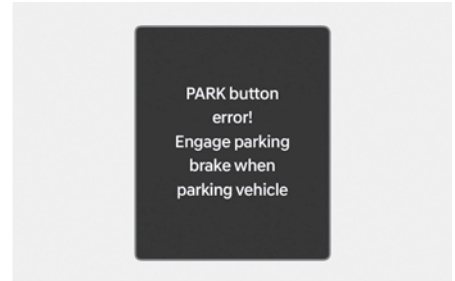 PARK button
error!
Engage parking
brake when
parking vehicle